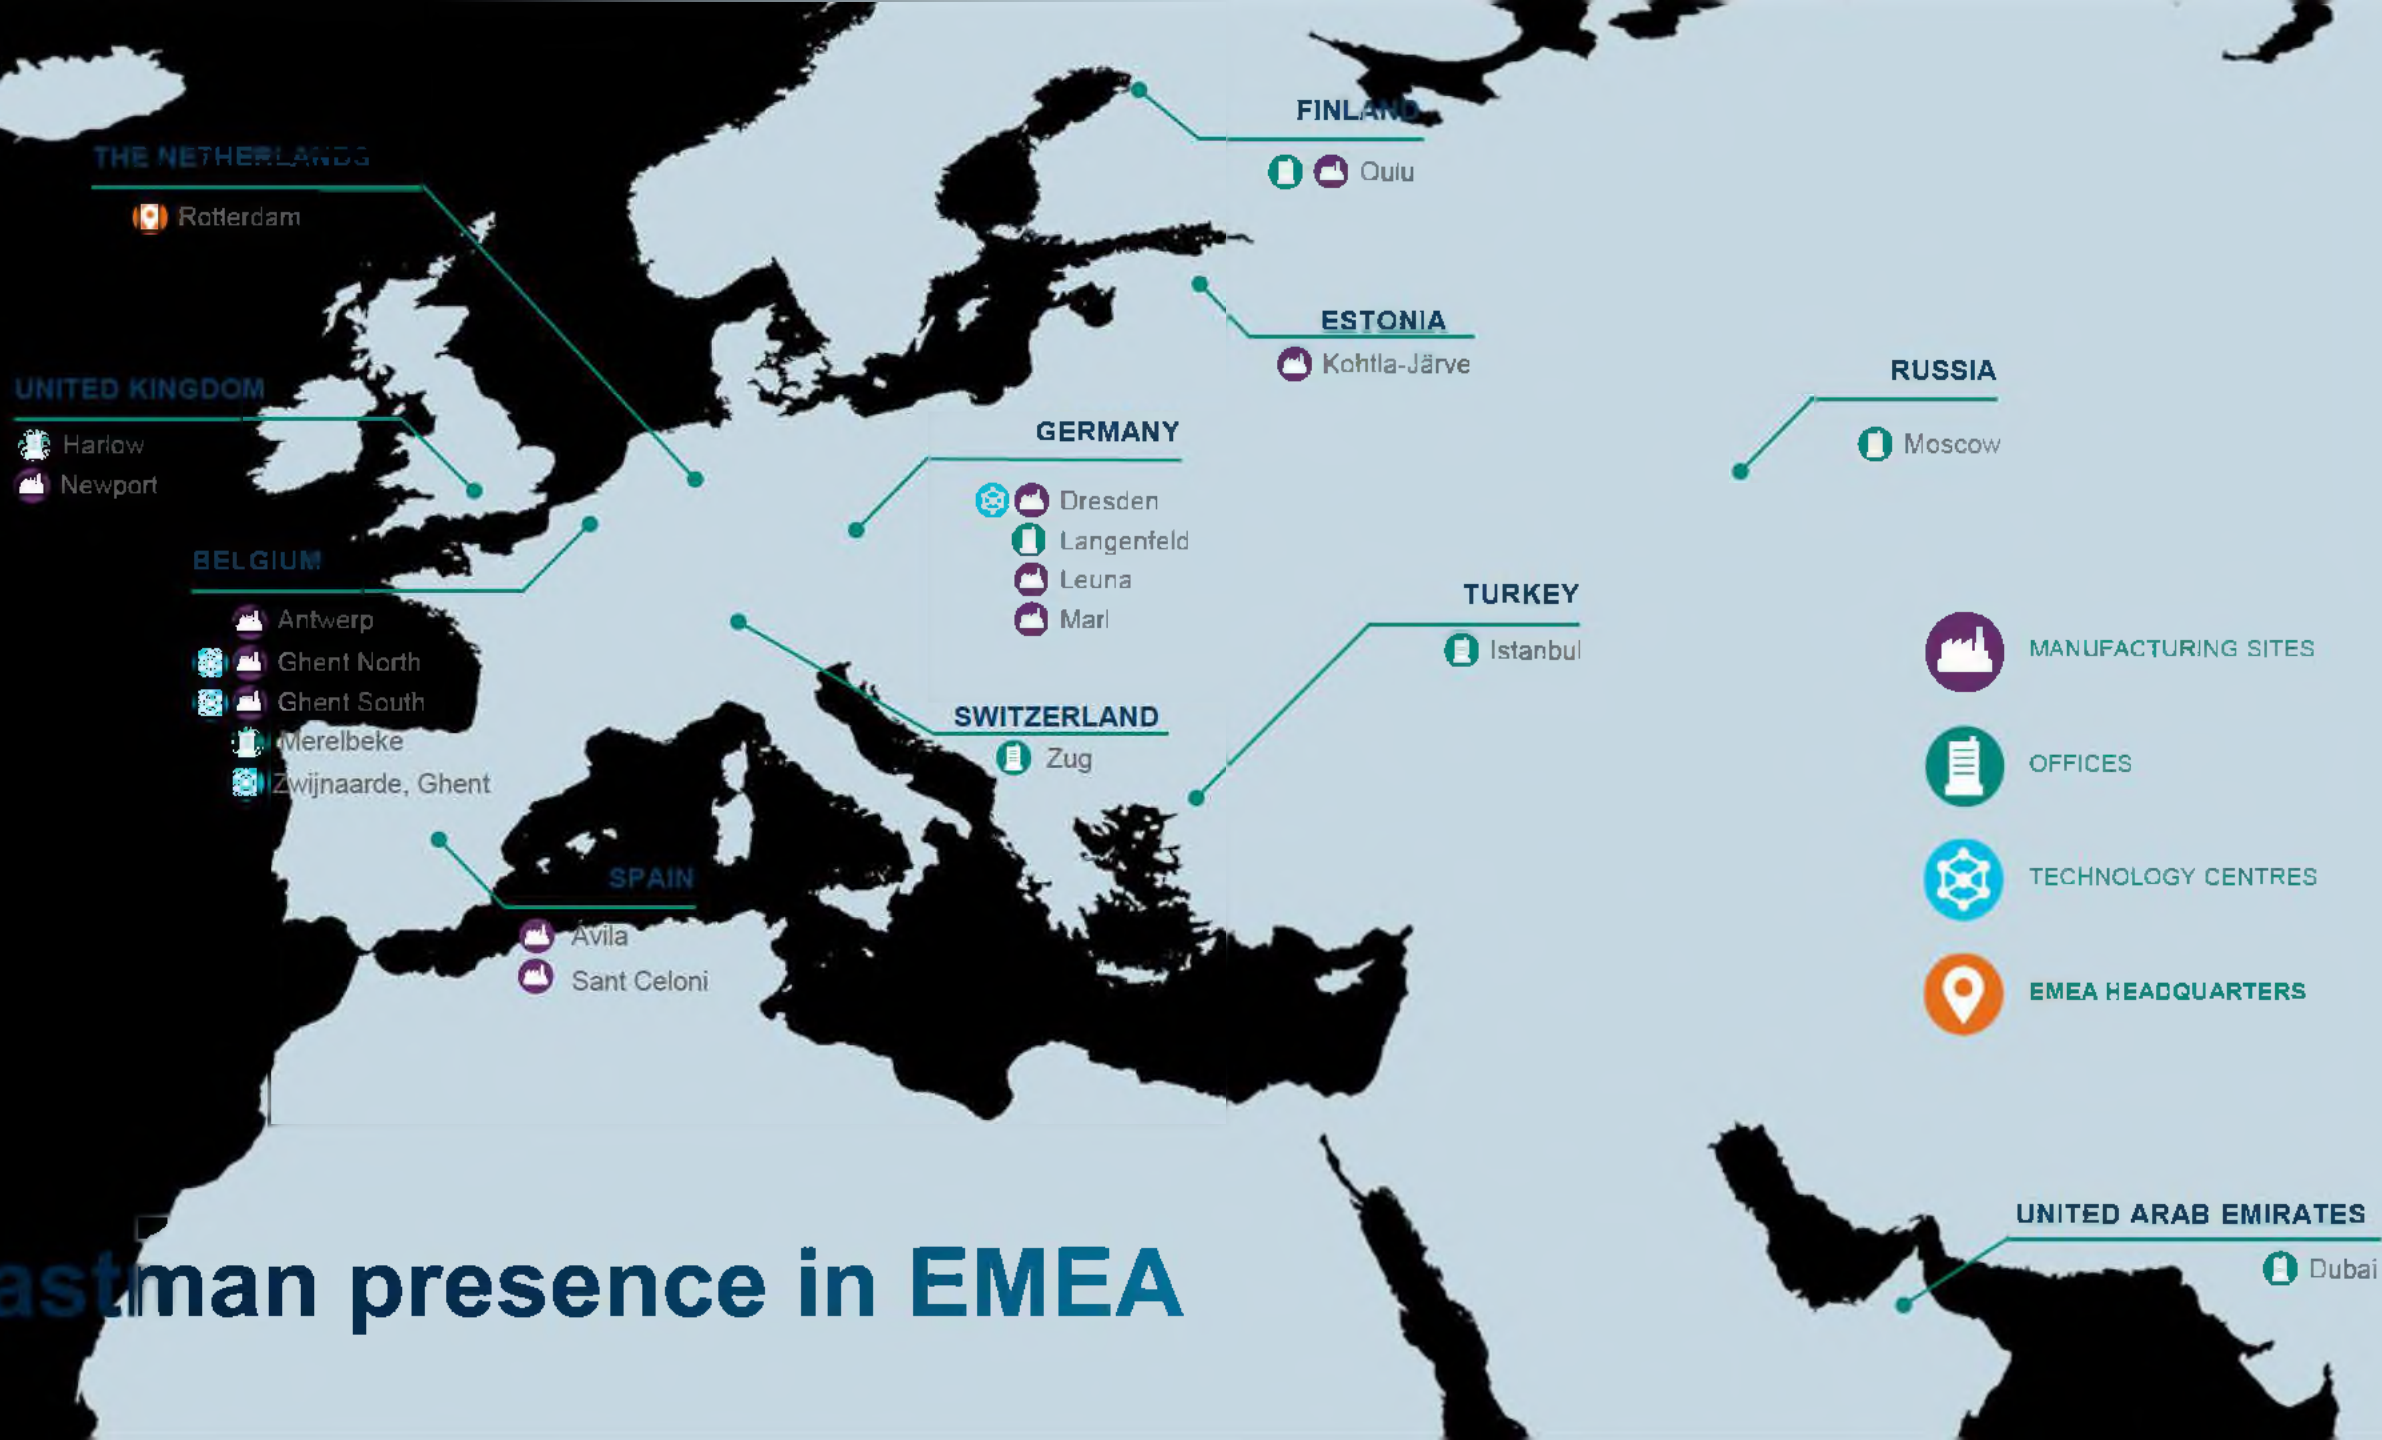 FINLAND
Oulu
THE NETHERLANDS
Rotterdam
ESTONIA
Kohtla-Järve
UNITED KINGDOM
Harlow
Newport
RUSSIA
Moscow
GERMANY
Dresden
Langenfeld
Leuna
Marl
BELGIUM
Antwerp
Ghent North
Ghent South
Merelbeke
Zwijnaarde, Ghent
TURKEY
Istanbul
SWITZERLAND
Zug
SPAIN
Avila
Sant Celoni
MANUFACTURING SITES
OFFICES
TECHNOLOGY CENTRES
EMEA HEADQUARTERS
UNITED ARAB EMIRATES
Dubai
astman presence in EMEA